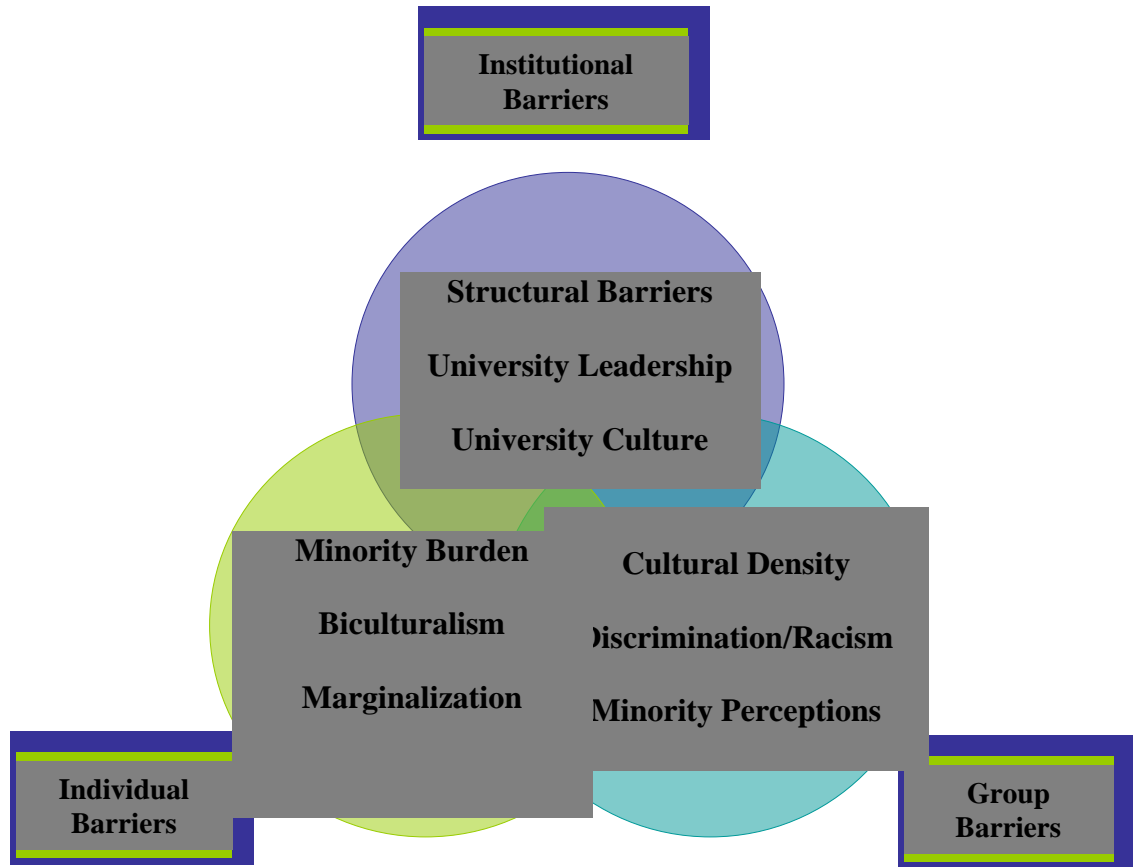 Institutional
Barriers
Structural Barriers
University Leadership
University Culture
Minority Burden
Biculturalism
Marginalization
Cultural Density
Discrimination/Racism
Minority Perceptions
Individual
Barriers
Group
Barriers